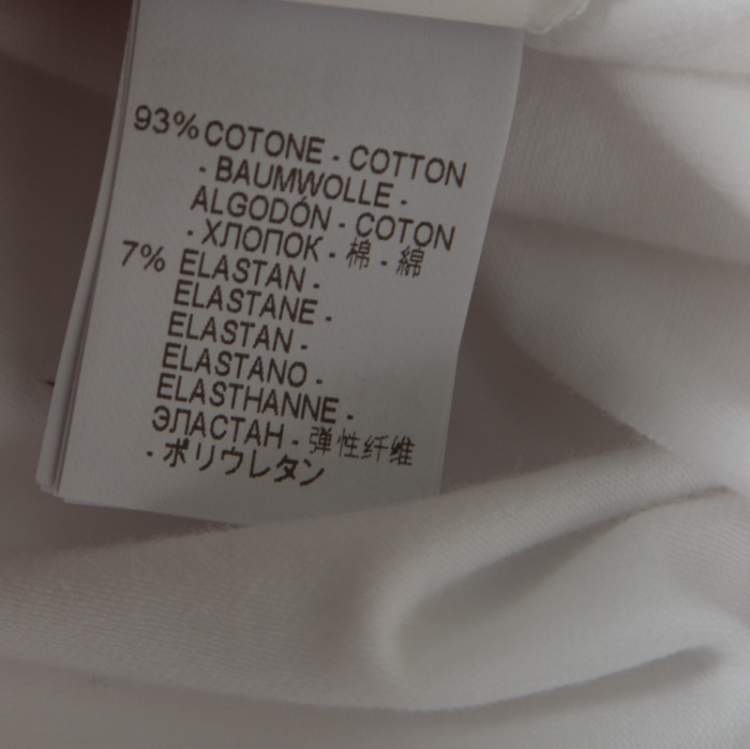 93% COTONE - COTTON
- BAUMWOLLE -
ALGODÓN - COTON
- ХЛОПОК - 棉 - 綿
7% ELASTAN -
ELASTANE -
ELASTAN -
ELASTANO -
ELASTHANNE -
ЭЛАСТАН - 弹性纤维
- ポリウレタン